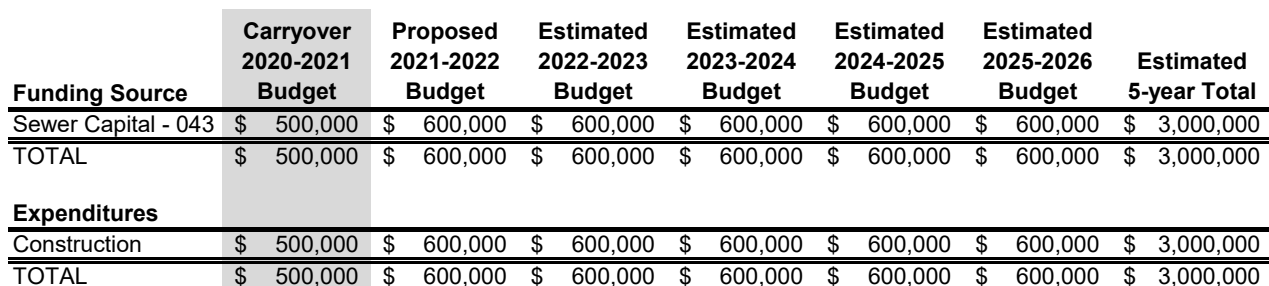 Carryover Proposed Estimated Estimated Estimated Estimated
2020-2021 2021-2022 2022-2023 2023-2024 2024-2025 2025-2026 Estimated
Funding Source Budget Budget Budget Budget Budget Budget 5-year Total
Sewer Capital - 043 $ 500,000 $ 600,000 $ 600,000 $ 600,000 $ 600,000 $ 600,000 $ 3,000,000
TOTAL $ 500,000 $ 600,000 $ 600,000 $ 600,000 $ 600,000 $ 600,000 $ 3,000,000
Expenditures
Construction $ 500,000 $ 600,000 $ 600,000 $ 600,000 $ 600,000 $ 600,000 $ 3,000,000
TOTAL $ 500,000 $ 600,000 $ 600,000 $ 600,000 $ 600,000 $ 600,000 $ 3,000,000